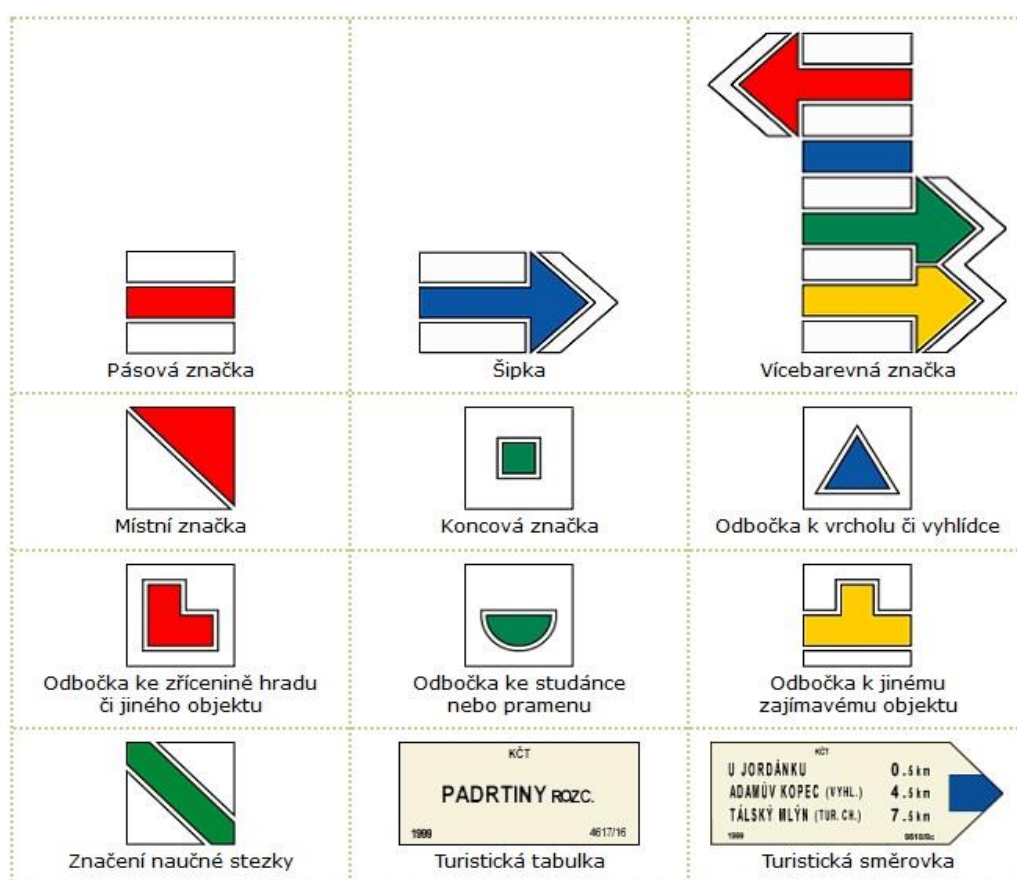 Pásová značka
Šipka
Vícebarevná značka
Místní značka
Koncová značka
Odbočka k vrcholu či vyhlídce
Odbočka ke zřícenině hradu
či jiného objektu
Odbočka ke studánce
nebo pramenu
Odbočka k jinému
zajímavému objektu
Značení naučné stezky
KČT
PADRTINY ROZC.
1999 4617/16
Turistická tabulka
KČT
U JORDÁNKU 0.5km
ADAMŮV KOPEC (VYHL.) 4.5km
TÁLSKÝ MLÝN (TUR. CH.) 7.5km
1999
Turistická směrovka